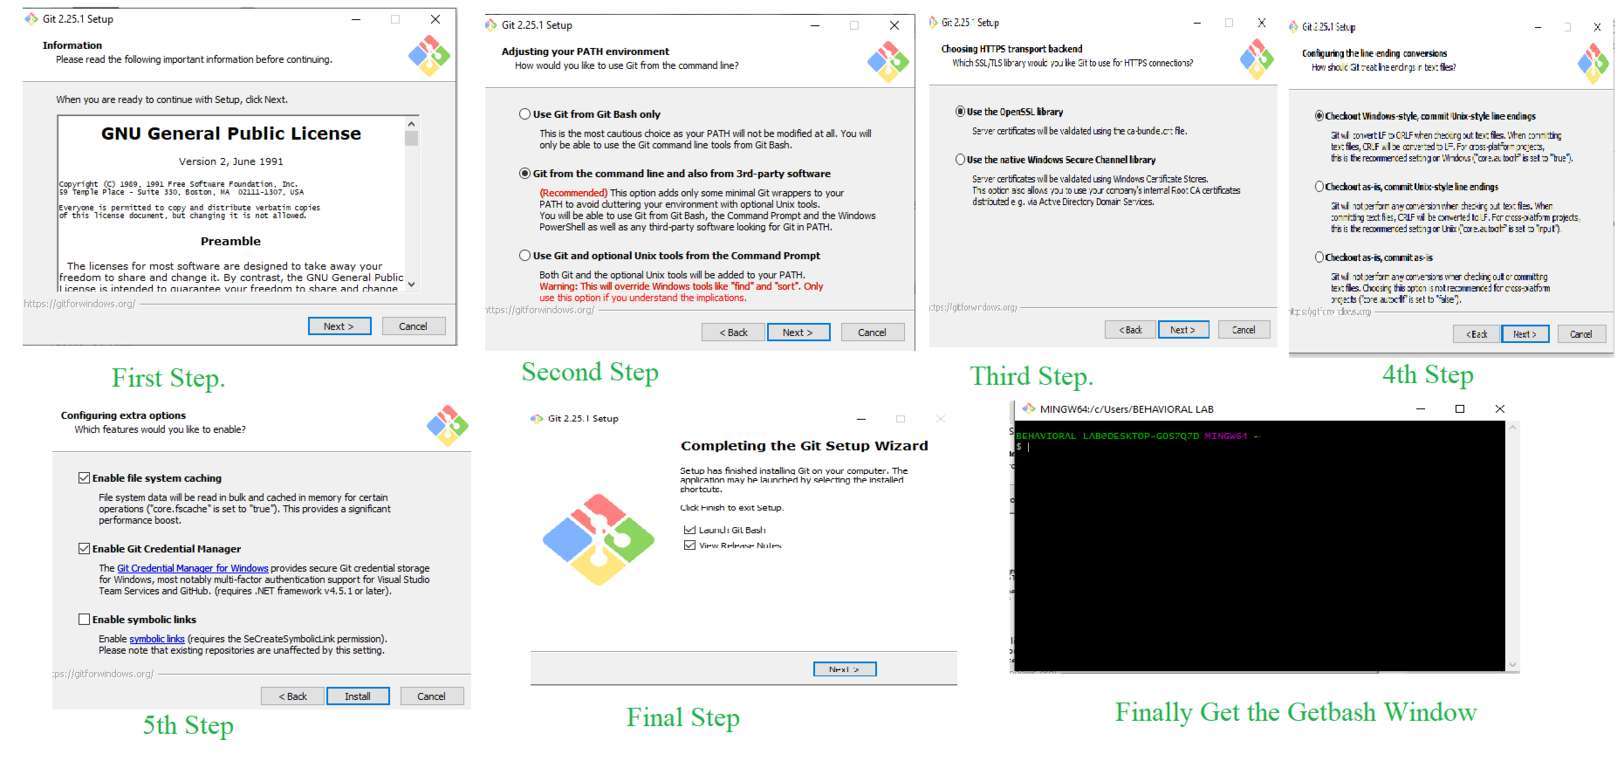 Git 2.25.1 Setup
Information
Please read the following important information before continuing.
When you are ready to continue with Setup, click Next.
GNU General Public License
Version 2, June 1991
Copyright (C) 1989, 1991 Free Software Foundation, Inc.
59 Temple Place - Suite 330, Boston, MA 02111-1307, USA
Everyone is permitted to copy and distribute verbatim copies
of this license document, but changing it is not allowed.
Preamble
The licenses for most software are designed to take away your
freedom to share and change it. By contrast, the GNU General Public
License is intended to guarantee your freedom to share and change
https://gitforwindows.org/
Next >
Cancel
First Step.
Git 2.25.1 Setup
Adjusting your PATH environment
How would you like to use Git from the command line?
Use Git from Git Bash only
This is the most cautious choice as your PATH will not be modified at all. You will
only be able to use the Git command line tools from Git Bash.
Git from the command line and also from 3rd-party software
(Recommended) This option adds only some minimal Git wrappers to your
PATH to avoid cluttering your environment with optional Unix tools.
You will be able to use Git from Git Bash, the Command Prompt and the Windows
PowerShell as well as any third-party software looking for Git in PATH.
Use Git and optional Unix tools from the Command Prompt
Both Git and the optional Unix tools will be added to your PATH.
Warning: This will override Windows tools like "find" and "sort". Only
use this option if you understand the implications.
https://gitforwindows.org/
< Back
Next >
Cancel
Second Step
Git 2.25.1 Setup
Choosing HTTPS transport backend
Which SSL/TLS library would you like Git to use for HTTPS connections?
Use the OpenSSL library
Server certificates will be validated using the ca-bundle.crt file.
Use the native Windows Secure Channel library
Server certificates will be validated using Windows Certificate Stores.
This option also allows you to use your company's internal Root CA certificates
distributed e.g. via Active Directory Domain Services.
ttps://gitforwindows.org/
< Back
Next >
Cancel
Third Step.
Git 2.25.1 Setup
Configuring the line ending conversions
How should Git treat line endings in text files?
Checkout Windows-style, commit Unix-style line endings
Git will convert LF to CRLF when checking out text files. When committing
text files, CRLF will be converted to LF. For cross-platform projects,
this is the recommended setting on Windows ("core.autocrlf" is set to "true").
Checkout as-is, commit Unix-style line endings
Git will not perform any conversion when checking out text files. When
committing text files, CRLF will be converted to LF. For cross-platform projects,
this is the recommended setting on Unix ("core.autocrlf" is set to "input").
Checkout as-is, commit as-is
Git will not perform any conversions when checking out or committing
text files. Choosing this option is not recommended for cross-platform
projects ("core.autocrlf" is set to "false").
https://gitforwindows.org/
< Back
Next >
Cancel
4th Step
Configuring extra options
Which features would you like to enable?
Enable file system caching
File system data will be read in bulk and cached in memory for certain
operations ("core.fscache" is set to "true"). This provides a significant
performance boost.
Enable Git Credential Manager
The Git Credential Manager for Windows provides secure Git credential storage
for Windows, most notably multi-factor authentication support for Visual Studio
Team Services and GitHub. (requires .NET framework v4.5.1 or later).
Enable symbolic links
Enable symbolic links (requires the SeCreateSymbolicLink permission).
Please note that existing repositories are unaffected by this setting.
ps://gitforwindows.org/
< Back
Install
Cancel
5th Step
Git 2.25.1 Setup
Completing the Git Setup Wizard
Setup has finished installing Git on your computer. The
application may be launched by selecting the installed
shortcuts.
Click Finish to exit Setup.
Launch Git Bash
View Release Notes
Next >
Final Step
MINGW64:/c/Users/BEHAVIORAL LAB
BEHAVIORAL LAB@DESKTOP-GOS7Q7D MINGW64 ~
$
Finally Get the Getbash Window